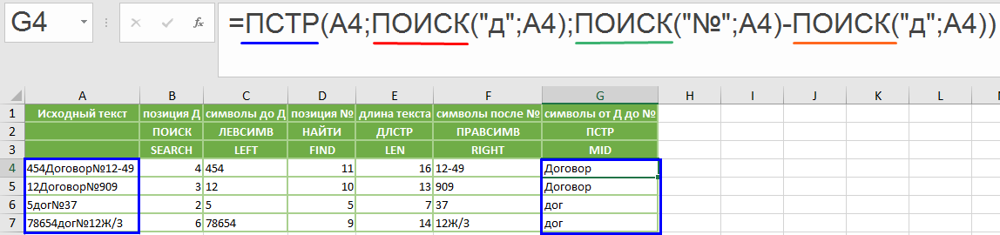 G4 fx =ПСТР(A4;ПОИСК("д";A4);ПОИСК("№";A4)-ПОИСК("д";A4))
A B C D E F G H I J K L
1 Исходный текст позиция Д символы до Д позиция № длина текста символы после № символы от Д до №
2 ПОИСК ЛЕВСИМВ НАЙТИ ДЛСТР ПРАВСИМВ ПСТР
3 SEARCH LEFT FIND LEN RIGHT MID
4 454Договор№12-49 4 454 11 16 12-49 Договор
5 12Договор№909 3 12 10 13 909 Договор
6 5дог№37 2 5 5 7 37 дог
7 78654дог№12Ж/3 6 78654 9 14 12Ж/3 дог